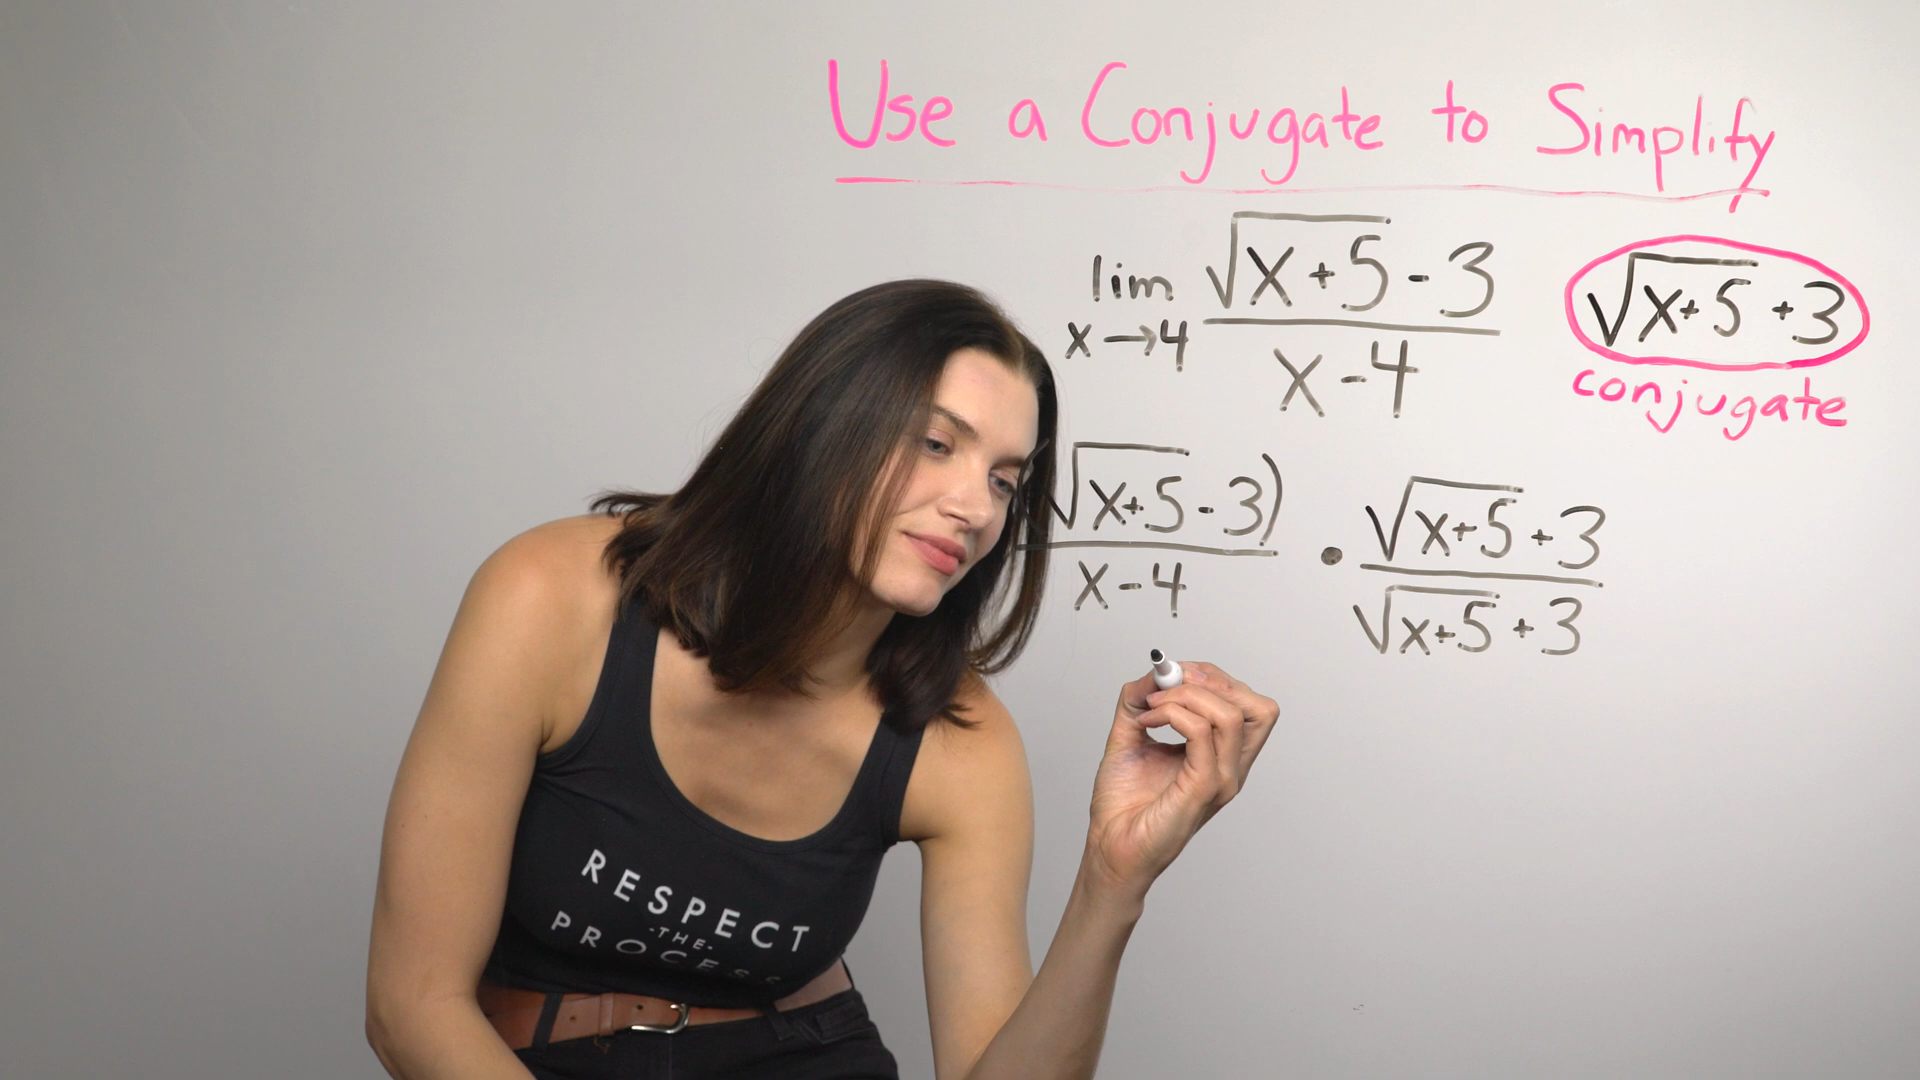 Use a Conjugate to Simplify
lim x→4 (√(x+5) - 3)/(x-4)
√(x+5) + 3
conjugate
√(x+5) - 3)/(x-4) · (√(x+5) + 3)/(√(x+5) + 3)
RESPECT
-THE-
PROCESS